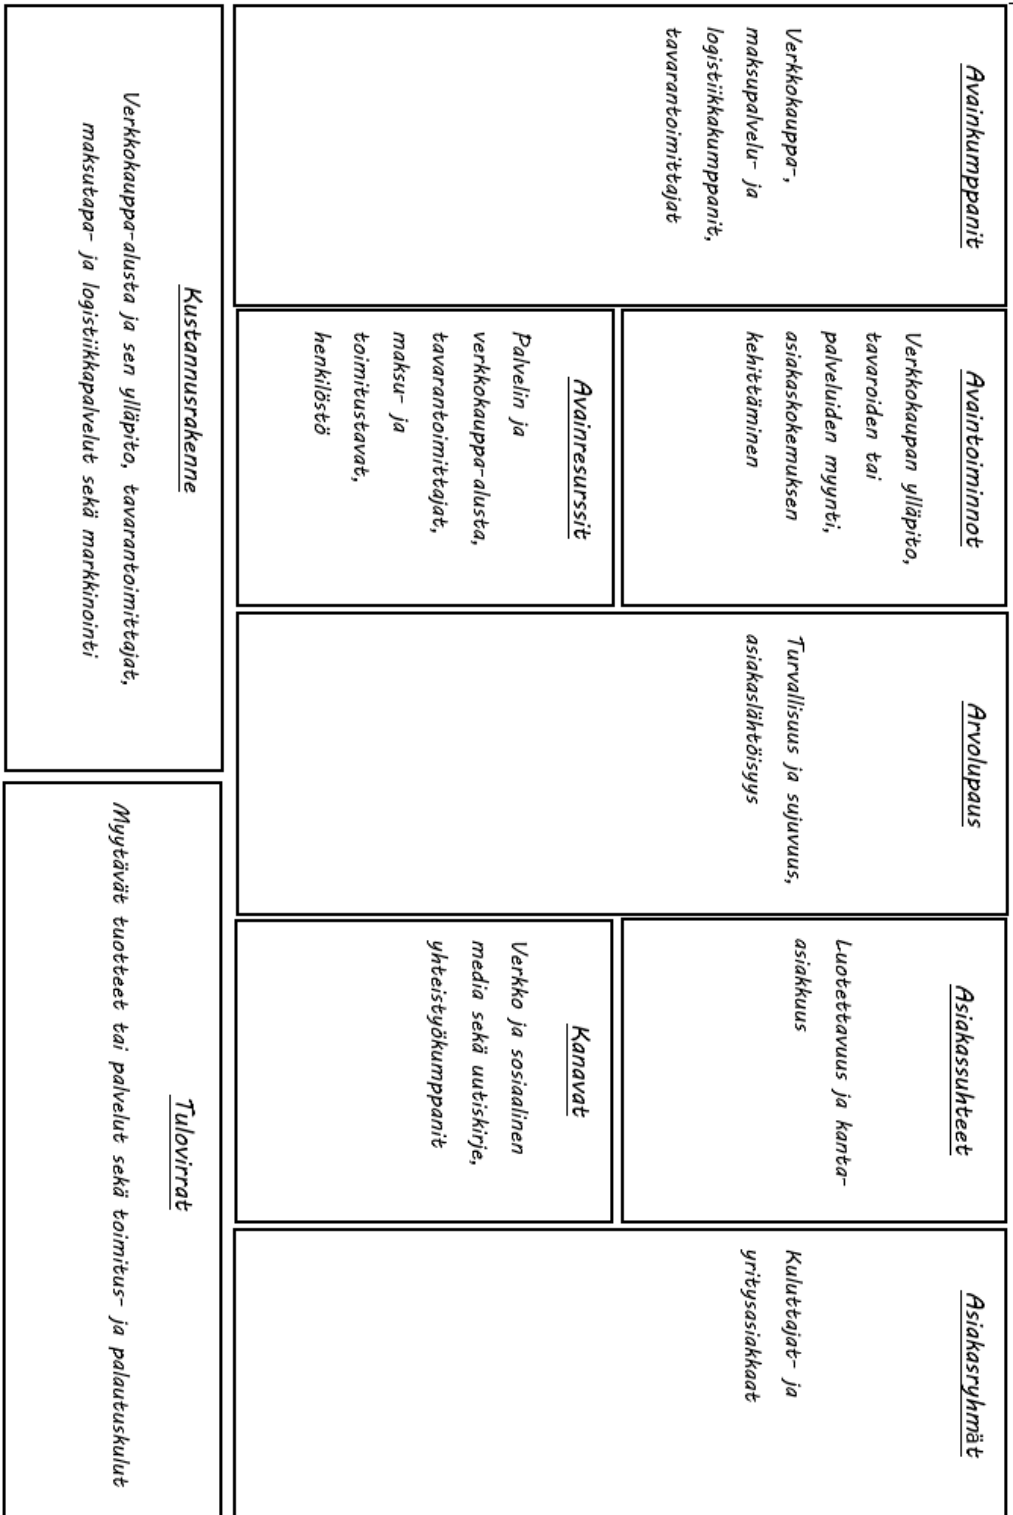 Avainkumppanit
Verkkokauppa-,
maksupalvelu- ja
logistiikkakumppanit,
tavarantoimittajat
Avaintoiminnot
Verkkokaupan ylläpito,
tavaroiden tai
palveluiden myynti,
asiakaskokemuksen
kehittäminen
Avainresurssit
Palvelin ja
verkkokauppa-alusta,
tavarantoimittajat,
maksu- ja
toimitustavat,
henkilöstö
Arvolupaus
Turvallisuus ja sujuvuus,
asiakaslähtöisyys
Asiakassuhteet
Luotettavuus ja kanta-
asiakkuus
Kanavat
Verkko ja sosiaalinen
media sekä uutiskirje,
yhteistyökumppanit
Asiakasryhmät
Kuluttajat- ja
yritysasiakkaat
Kustannusrakenne
Verkkokauppa-alusta ja sen ylläpito, tavarantoimittajat,
maksutapa- ja logistiikkapalvelut sekä markkinointi
Tulovirrat
Myytävät tuotteet tai palvelut sekä toimitus- ja palautuskulut